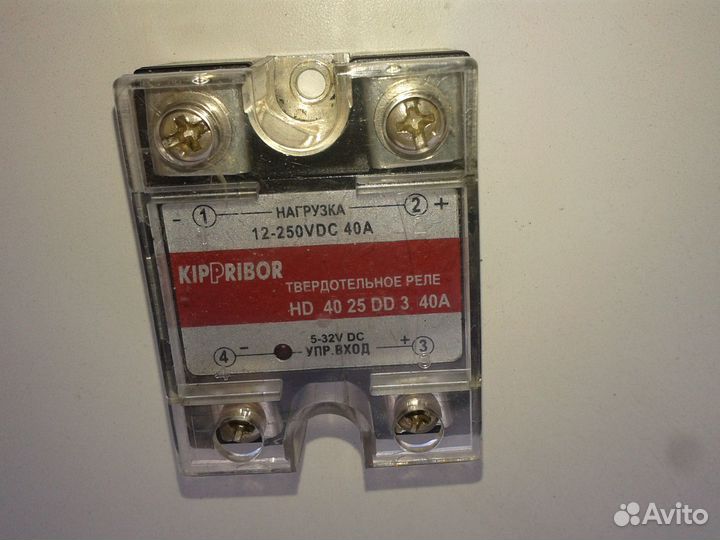 - 1 НАГРУЗКА 2 +
12-250VDC 40A
KIPPRIBOR
ТВЕРДОТЕЛЬНОЕ РЕЛЕ
HD 40 25 DD 3 40A
5-32V DC
4 - УПР.ВХОД + 3
Avito